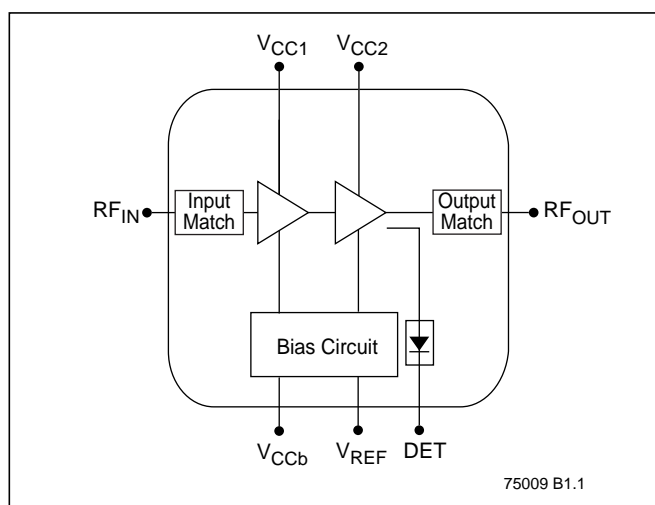 VCC1 VCC2
RFIN Input Match Output Match RFOUT
Bias Circuit
VCCb VREF DET
75009 B1.1